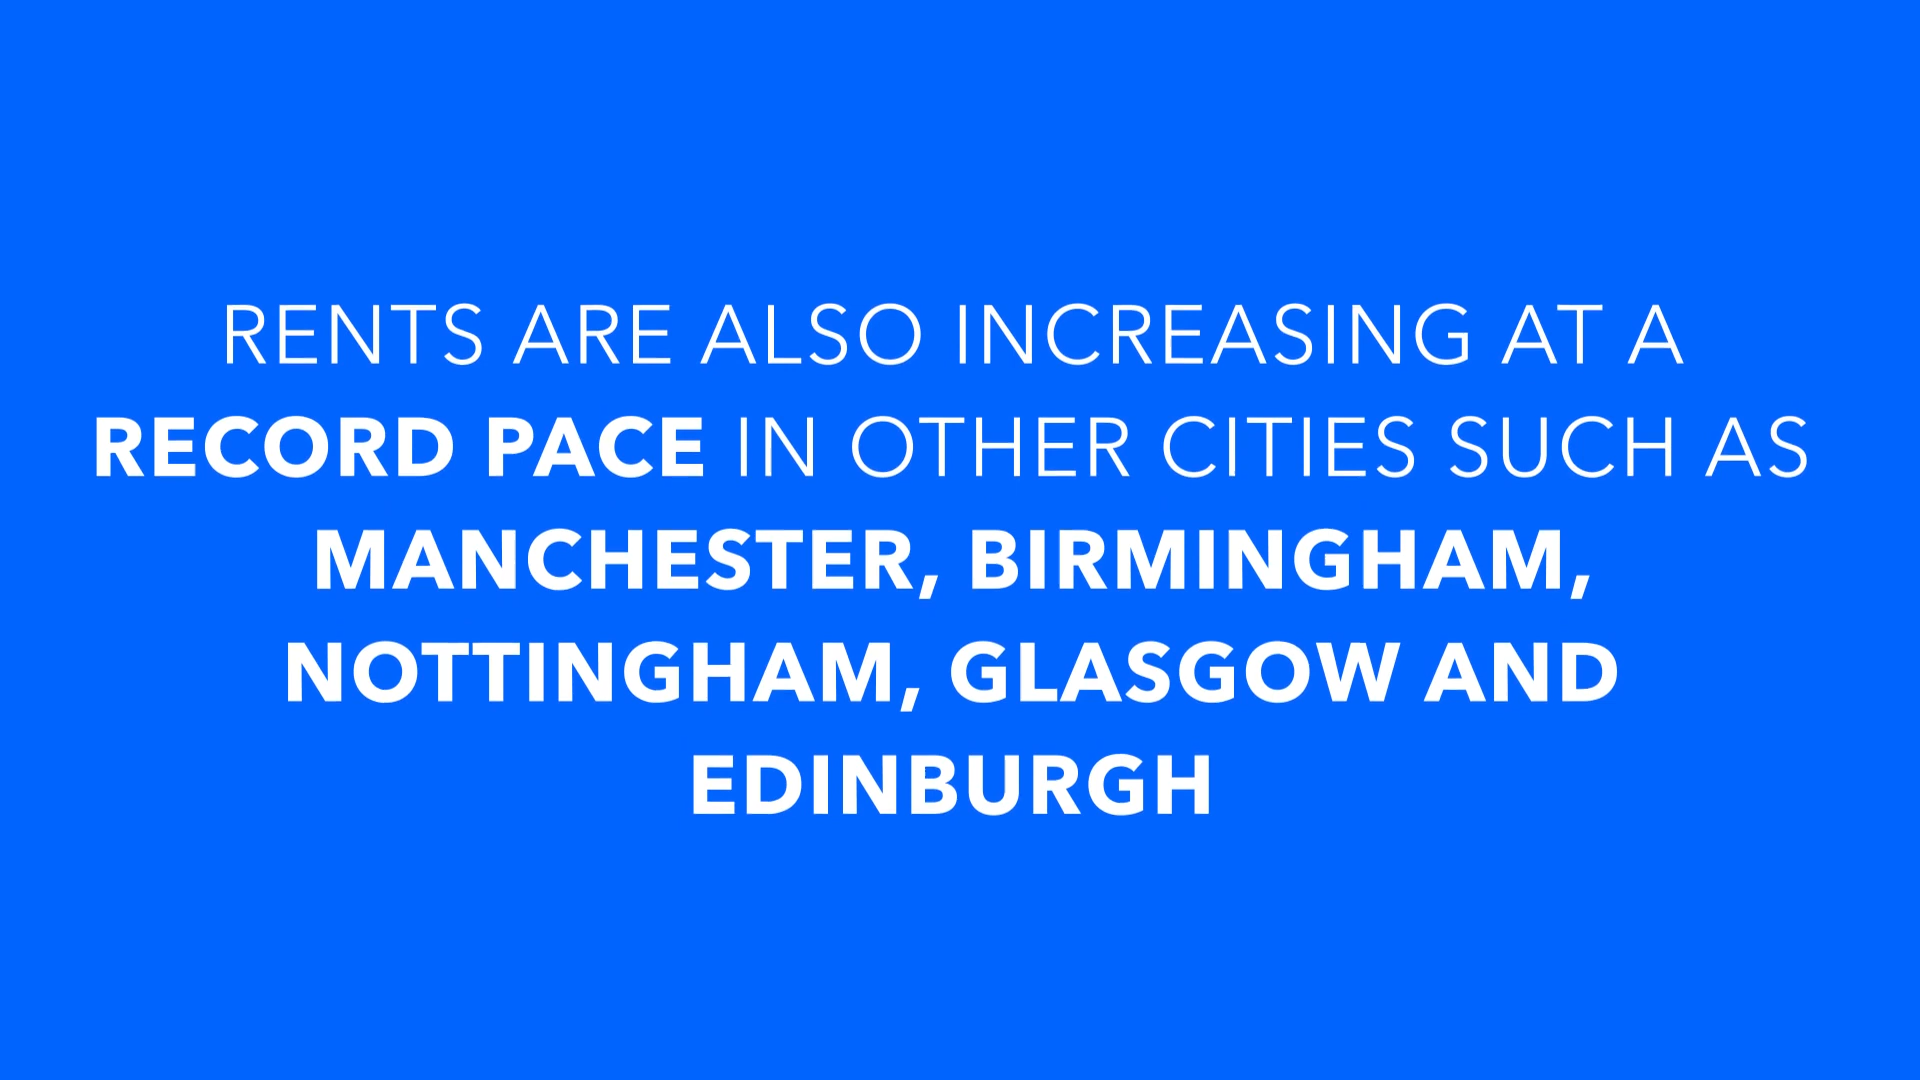 RENTS ARE ALSO INCREASING AT A
RECORD PACE IN OTHER CITIES SUCH AS
MANCHESTER, BIRMINGHAM,
NOTTINGHAM, GLASGOW AND
EDINBURGH